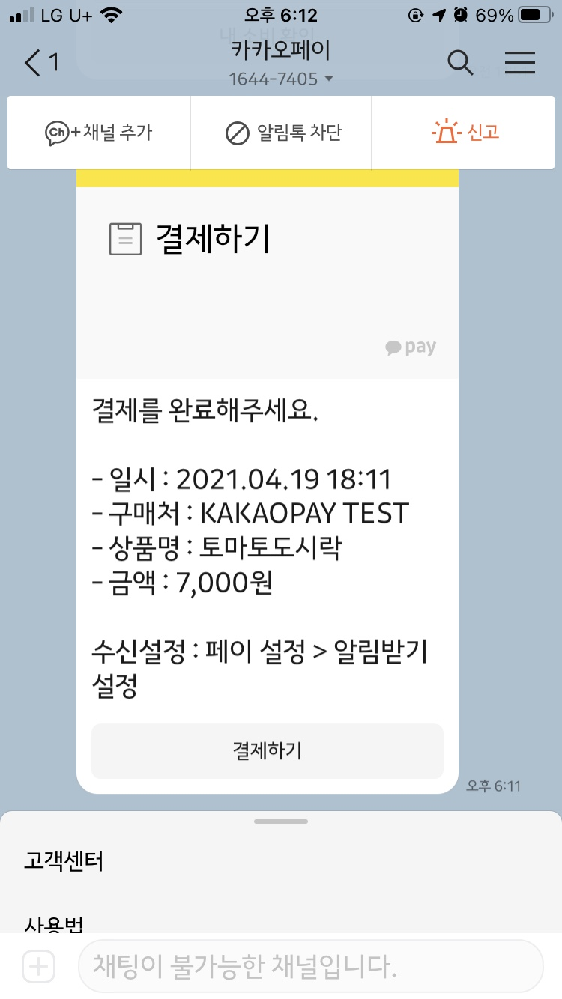 LG U+
오후 6:12
69%
내 소비 확인
1
카카오페이
1644-7405
Ch+ 채널 추가
알림톡 차단
신고
결제하기
pay
결제를 완료해주세요.
- 일시 : 2021.04.19 18:11
- 구매처 : KAKAOPAY TEST
- 상품명 : 토마토도시락
- 금액 : 7,000원
수신설정 : 페이 설정 > 알림받기
설정
결제하기
오후 6:11
고객센터
사용법
채팅이 불가능한 채널입니다.